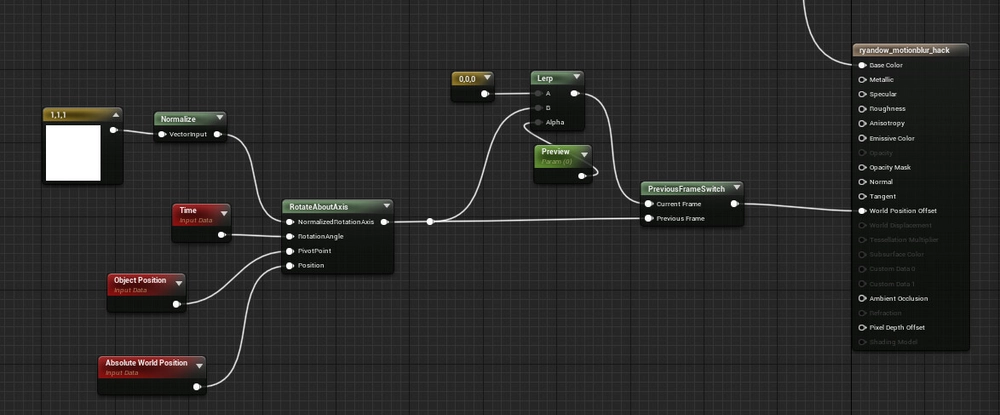 1,1,1
Normalize
VectorInput
Time
Input Data
Object Position
Input Data
Absolute World Position
Input Data
RotateAboutAxis
NormalizedRotationAxis
RotationAngle
PivotPoint
Position
0,0,0
Lerp
A
B
Alpha
Preview
Param (0)
PreviousFrameSwitch
Current Frame
Previous Frame
ryandow_motionblur_hack
Base Color
Metallic
Specular
Roughness
Anisotropy
Emissive Color
Opacity
Opacity Mask
Normal
Tangent
World Position Offset
World Displacement
Tessellation Multiplier
Subsurface Color
Custom Data 0
Custom Data 1
Ambient Occlusion
Refraction
Pixel Depth Offset
Shading Model